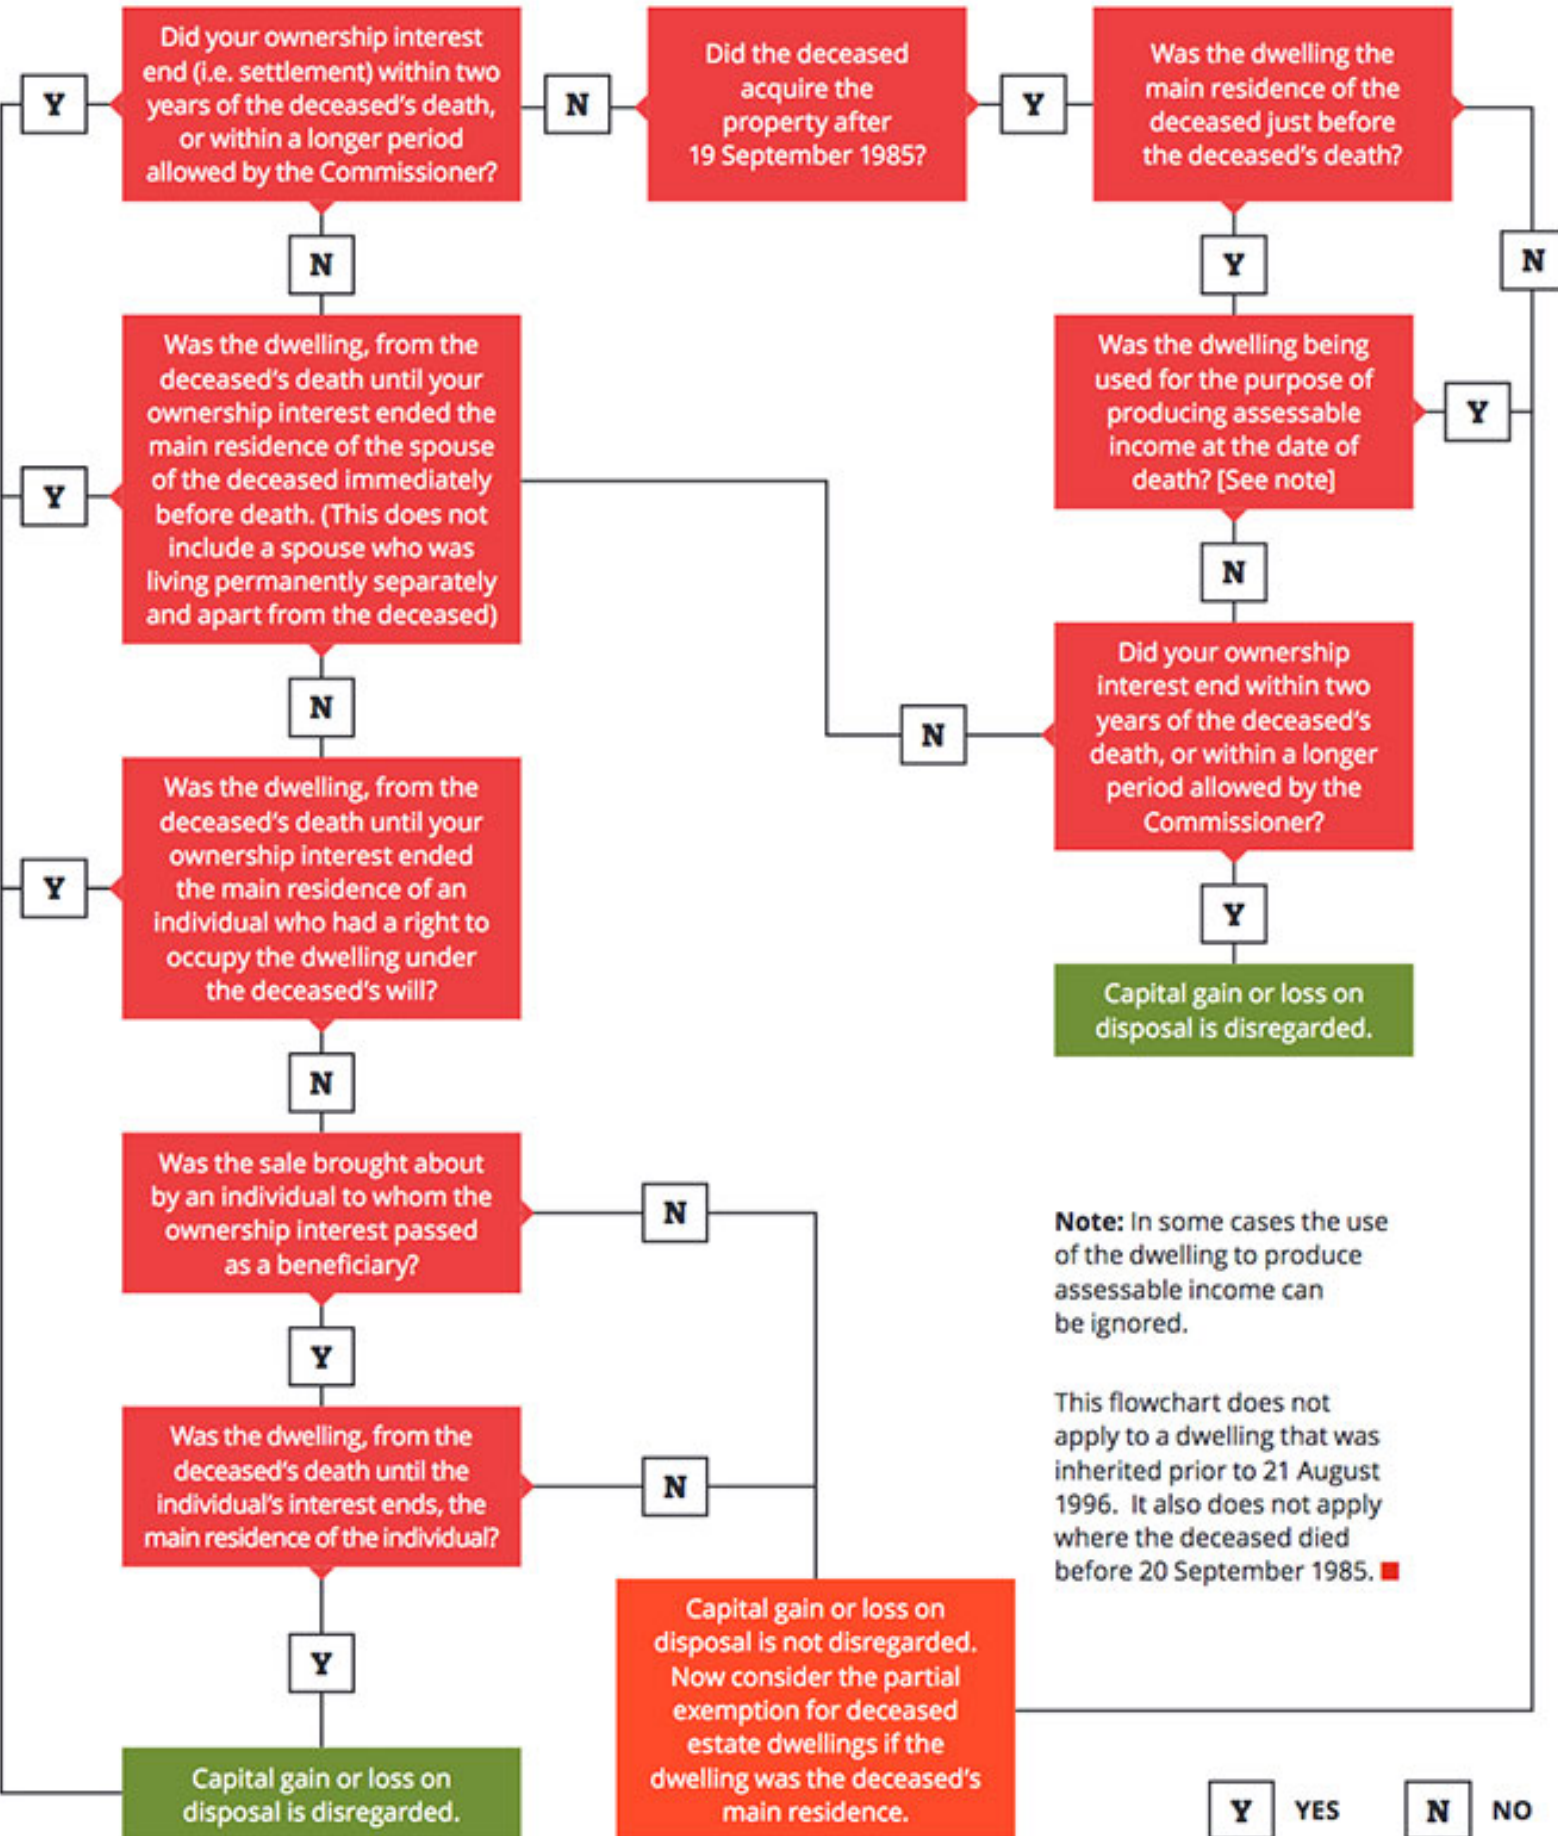 Did your ownership interest
end (i.e. settlement) within two
years of the deceased's death,
or within a longer period
allowed by the Commissioner?
Y
N
Did the deceased
acquire the
property after
19 September 1985?
Y
Was the dwelling the
main residence of the
deceased just before
the deceased's death?
N
Y
N
Was the dwelling, from the
deceased's death until your
ownership interest ended the
main residence of the spouse
of the deceased immediately
before death. (This does not
include a spouse who was
living permanently separately
and apart from the deceased)
Y
Was the dwelling being
used for the purpose of
producing assessable
income at the date of
death? [See note]
Y
N
N
Did your ownership
interest end within two
years of the deceased's
death, or within a longer
period allowed by the
Commissioner?
N
Was the dwelling, from the
deceased's death until your
ownership interest ended
the main residence of an
individual who had a right to
occupy the dwelling under
the deceased's will?
Y
Y
Capital gain or loss on
disposal is disregarded.
N
Was the sale brought about
by an individual to whom the
ownership interest passed
as a beneficiary?
N
Note: In some cases the use
of the dwelling to produce
assessable income can
be ignored.
Y
Was the dwelling, from the
deceased's death until the
individual's interest ends, the
main residence of the individual?
N
This flowchart does not
apply to a dwelling that was
inherited prior to 21 August
1996. It also does not apply
where the deceased died
before 20 September 1985.
Y
Capital gain or loss on
disposal is disregarded.
Capital gain or loss on
disposal is not disregarded.
Now consider the partial
exemption for deceased
estate dwellings if the
dwelling was the deceased's
main residence.
Y YES N NO